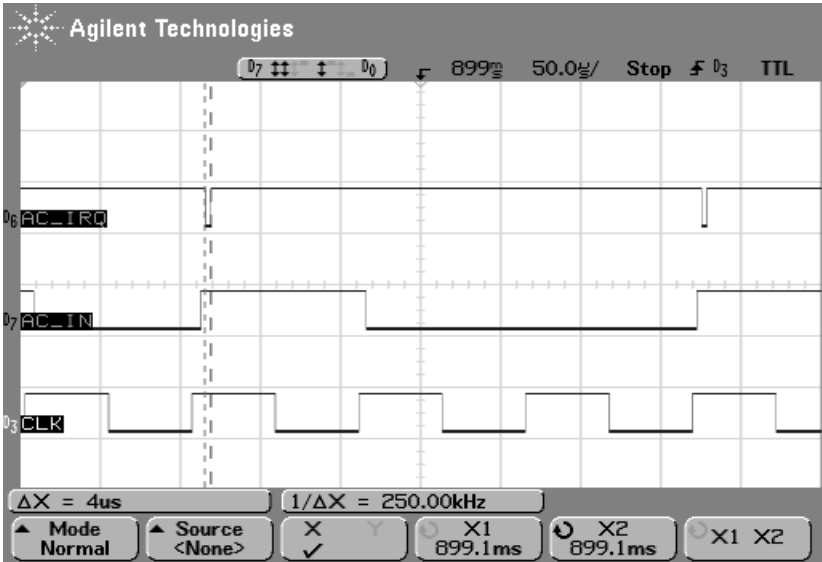 Agilent Technologies
D7 D0 899ms 50.0us/ Stop D3 TTL
D6 AC_IRQ
D7 AC_IN
D3 CLK
ΔX = 4us 1/ΔX = 250.00kHz
Mode Normal Source <None> X ✓ Y X1 899.1ms X2 899.1ms X1 X2